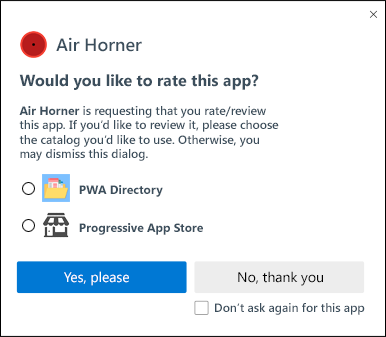 Air Horner
Would you like to rate this app?
Air Horner is requesting that you rate/review
this app. If you'd like to review it, please choose
the catalog you'd like to use. Otherwise, you
may dismiss this dialog.
PWA Directory
Progressive App Store
Yes, please
No, thank you
Don't ask again for this app